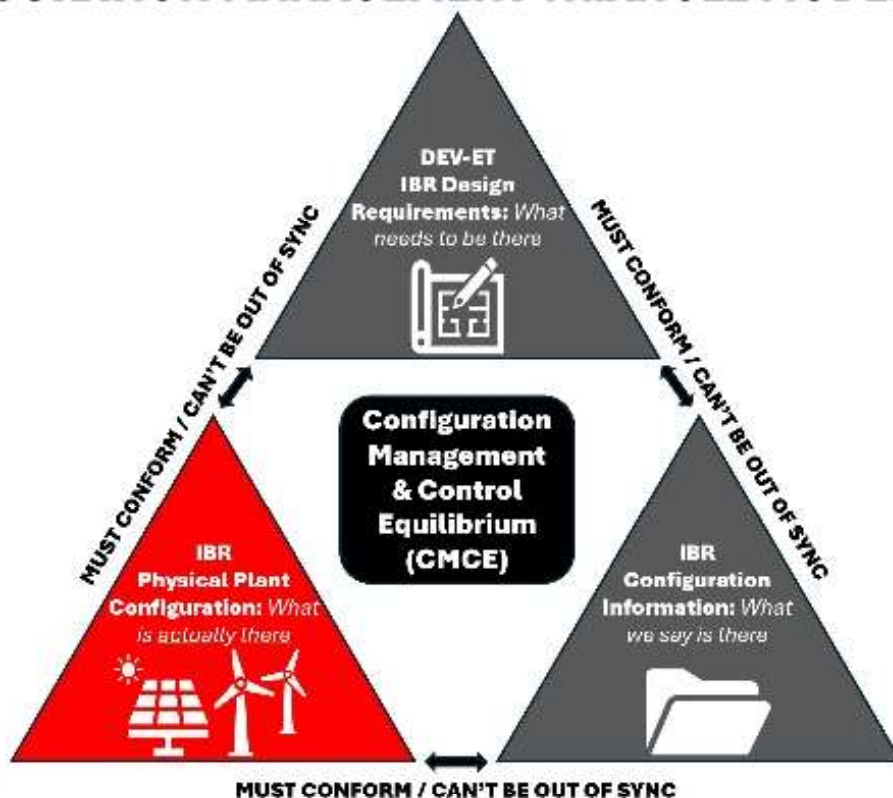 DEV-ET
IBR Design
Requirements: What
needs to be there
MUST CONFORM / CAN'T BE OUT OF SYNC
MUST CONFORM / CAN'T BE OUT OF SYNC
Configuration
Management
& Control
Equilibrium
(CMCE)
IBR
Physical Plant
Configuration: What
is actually there
IBR
Configuration
Information: What
we say is there
MUST CONFORM / CAN'T BE OUT OF SYNC